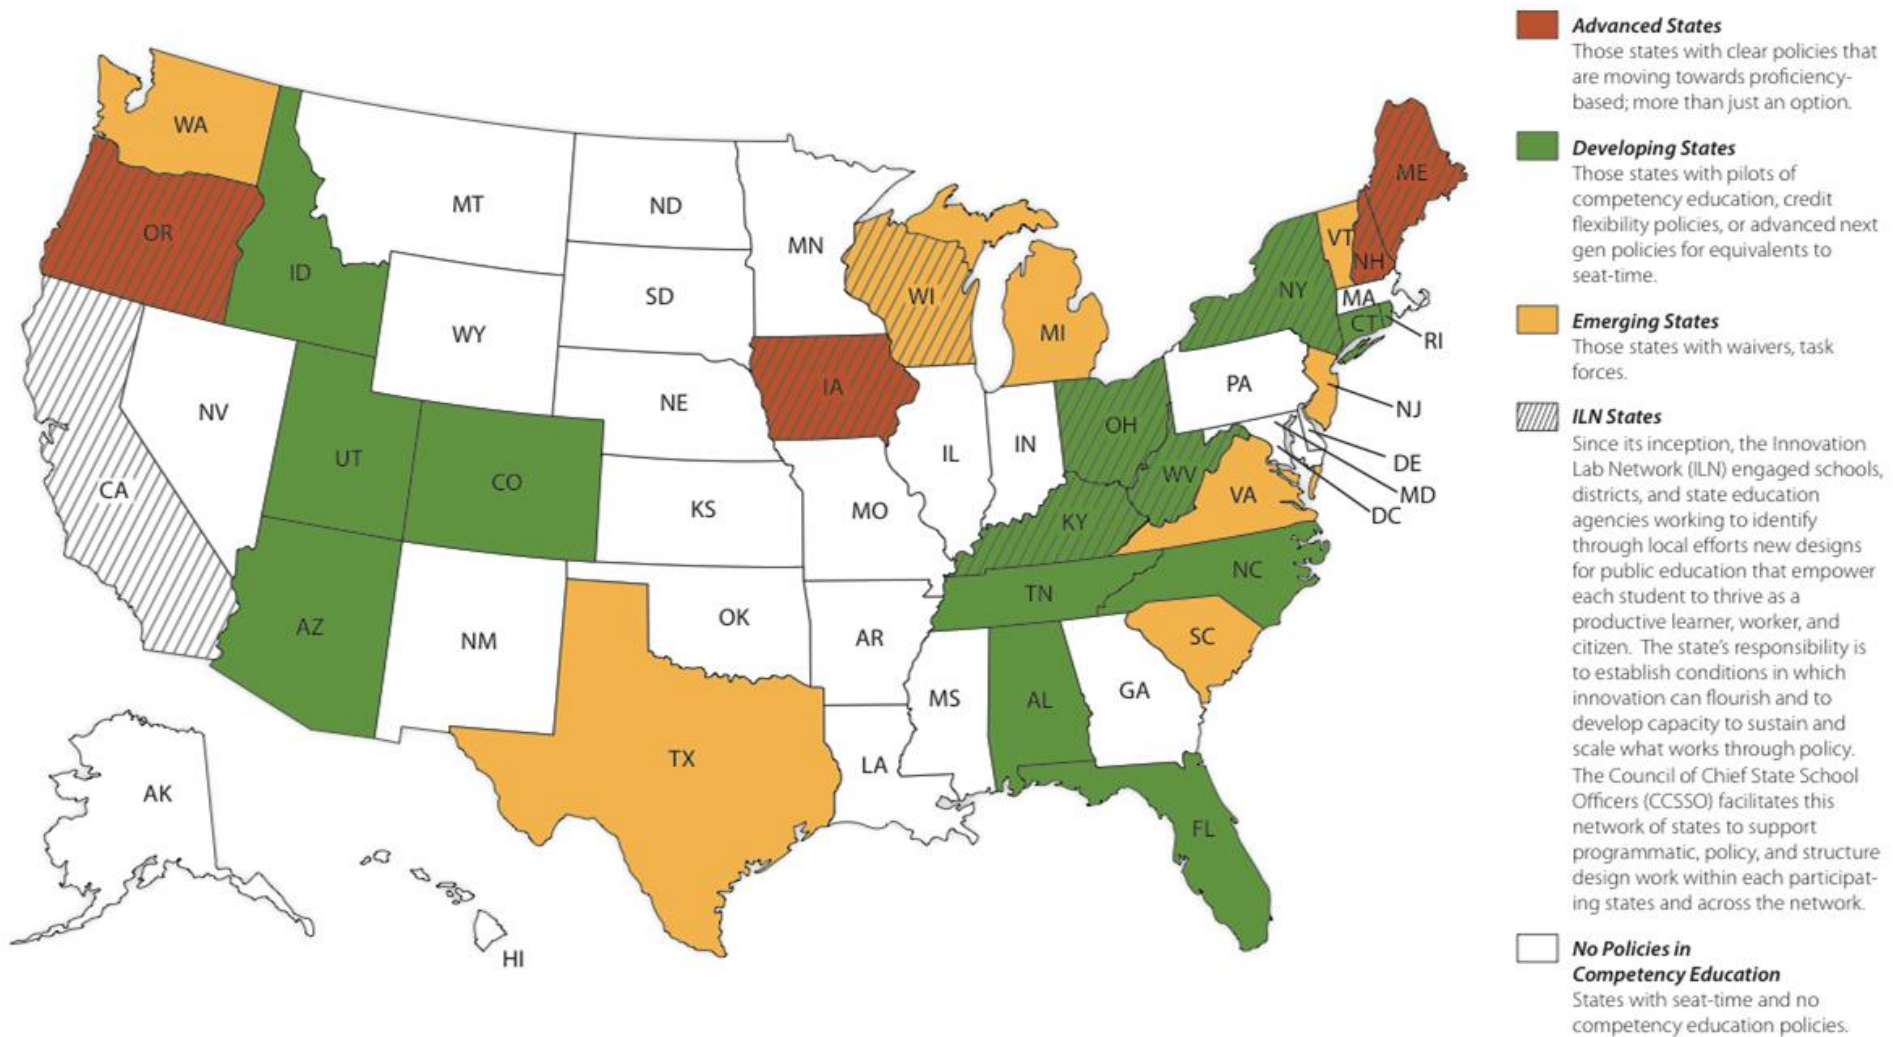 WA
OR
ID
MT
ND
MN
SD
WY
NE
IA
WI
MI
NV
CA
UT
CO
KS
MO
IL
IN
OH
KY
WV
VA
PA
NY
VT
NH
ME
MA
CT
RI
NJ
DE
MD
DC
AZ
NM
OK
TX
AR
LA
MS
TN
NC
SC
AL
GA
FL
AK
HI
Advanced States
Those states with clear policies that
are moving towards proficiency-
based; more than just an option.
Developing States
Those states with pilots of
competency education, credit
flexibility policies, or advanced next
gen policies for equivalents to
seat-time.
Emerging States
Those states with waivers, task
forces.
ILN States
Since its inception, the Innovation
Lab Network (ILN) engaged schools,
districts, and state education
agencies working to identify
through local efforts new designs
for public education that empower
each student to thrive as a
productive learner, worker, and
citizen. The state's responsibility is
to establish conditions in which
innovation can flourish and to
develop capacity to sustain and
scale what works through policy.
The Council of Chief State School
Officers (CCSSO) facilitates this
network of states to support
programmatic, policy, and structure
design work within each participat-
ing states and across the network.
No Policies in
Competency Education
States with seat-time and no
competency education policies.